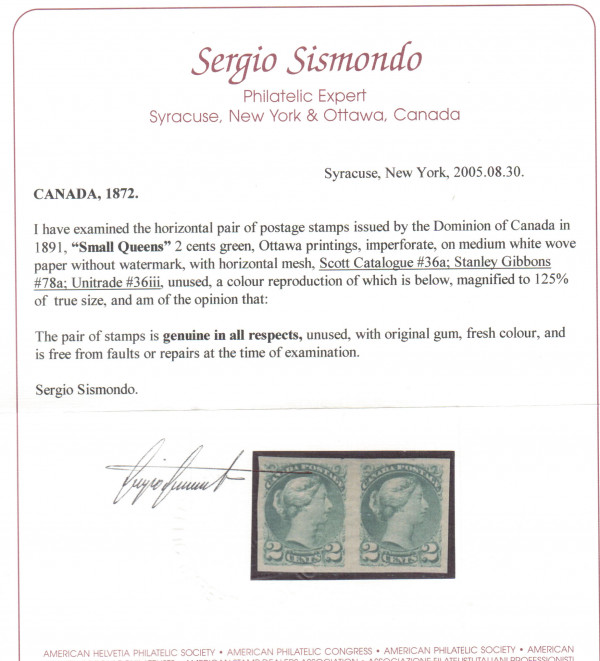 Sergio Sismondo
Philatelic Expert
Syracuse, New York & Ottawa, Canada
Syracuse, New York, 2005.08.30.
CANADA, 1872.
I have examined the horizontal pair of postage stamps issued by the Dominion of Canada in
1891, “Small Queens” 2 cents green, Ottawa printings, imperforate, on medium white wove
paper without watermark, with horizontal mesh, Scott Catalogue #36a; Stanley Gibbons
#78a; Unitrade #36iii, unused, a colour reproduction of which is below, magnified to 125%
of true size, and am of the opinion that:
The pair of stamps is genuine in all respects, unused, with original gum, fresh colour, and
is free from faults or repairs at the time of examination.
Sergio Sismondo.
CANADA POSTAGE CANADA POSTAGE
2 CENTS 2 2 CENTS 2
AMERICAN HELVETIA PHILATELIC SOCIETY • AMERICAN PHILATELIC CONGRESS • AMERICAN PHILATELIC SOCIETY • AMERICAN